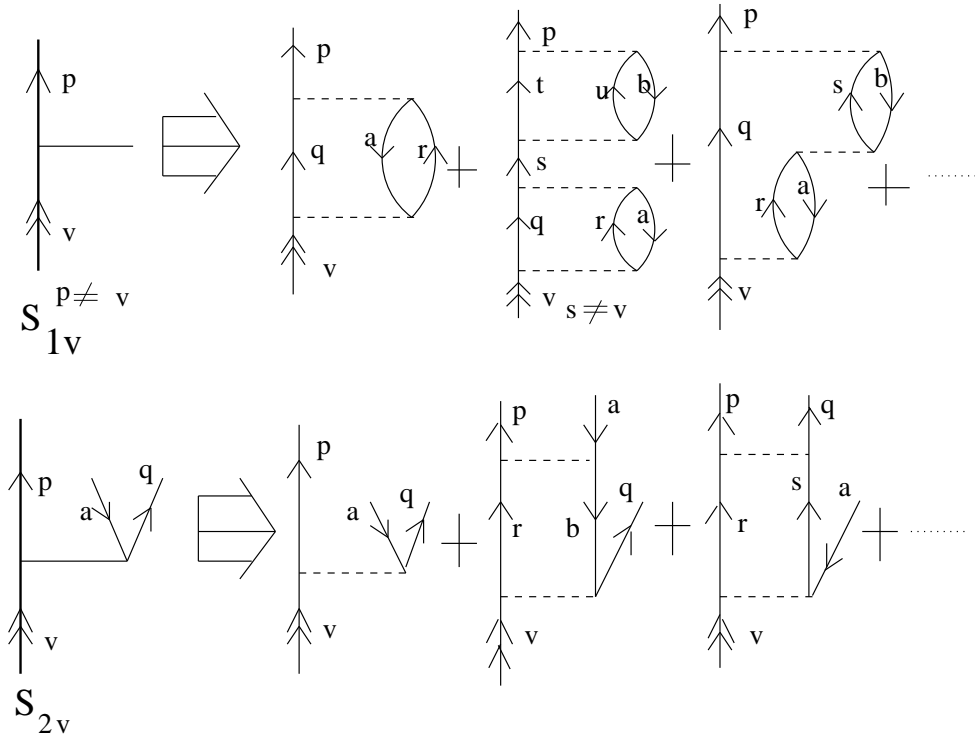 p
v
p ≠ v
S1v
p
a
q
r
v
+
p
t
u
b
s
q
r
a
v
s ≠ v
+
p
s
b
q
r
a
v
+
..........
p
a
q
v
S2v
p
a
q
v
+
p
a
q
r
b
v
+
p
q
s
a
r
v
+
..........